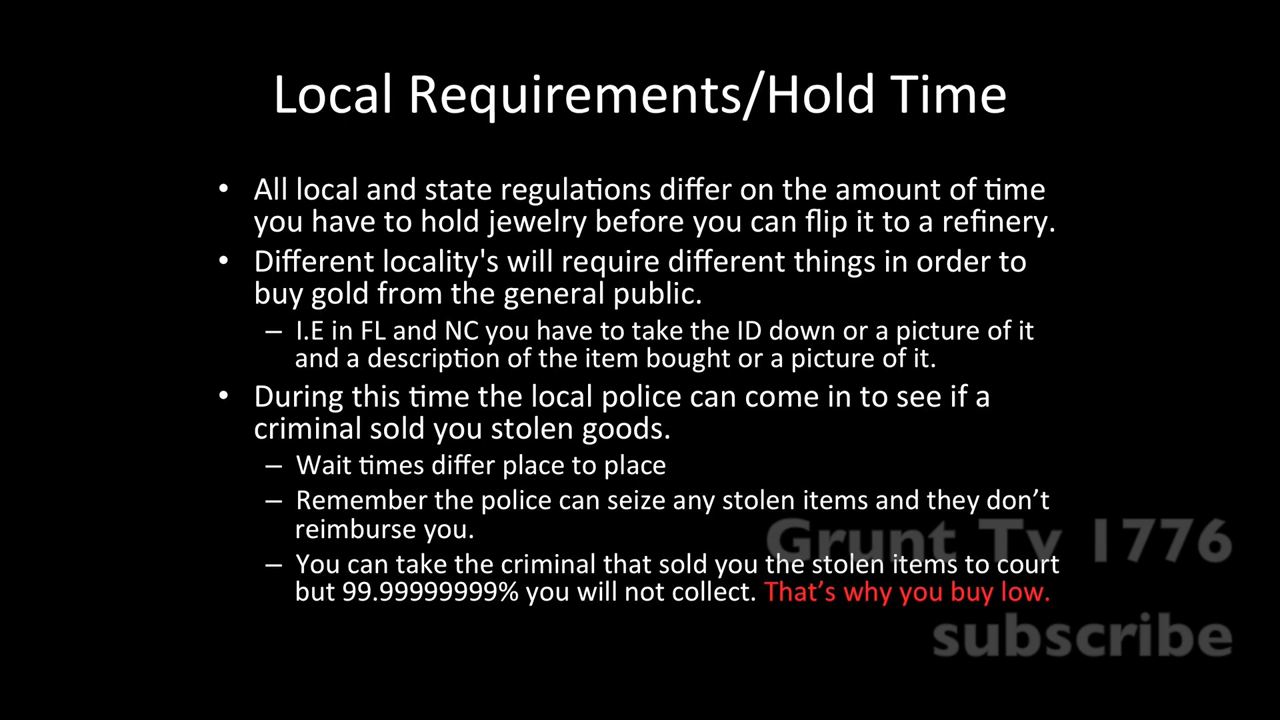 Local Requirements/Hold Time
• All local and state regulations differ on the amount of time
you have to hold jewelry before you can flip it to a refinery.
• Different locality's will require different things in order to
buy gold from the general public.
– I.E in FL and NC you have to take the ID down or a picture of it
and a description of the item bought or a picture of it.
• During this time the local police can come in to see if a
criminal sold you stolen goods.
– Wait times differ place to place
– Remember the police can seize any stolen items and they don’t
reimburse you.
– You can take the criminal that sold you the stolen items to court
but 99.99999999% you will not collect. That’s why you buy low.
Grunt Tv 1776
subscribe